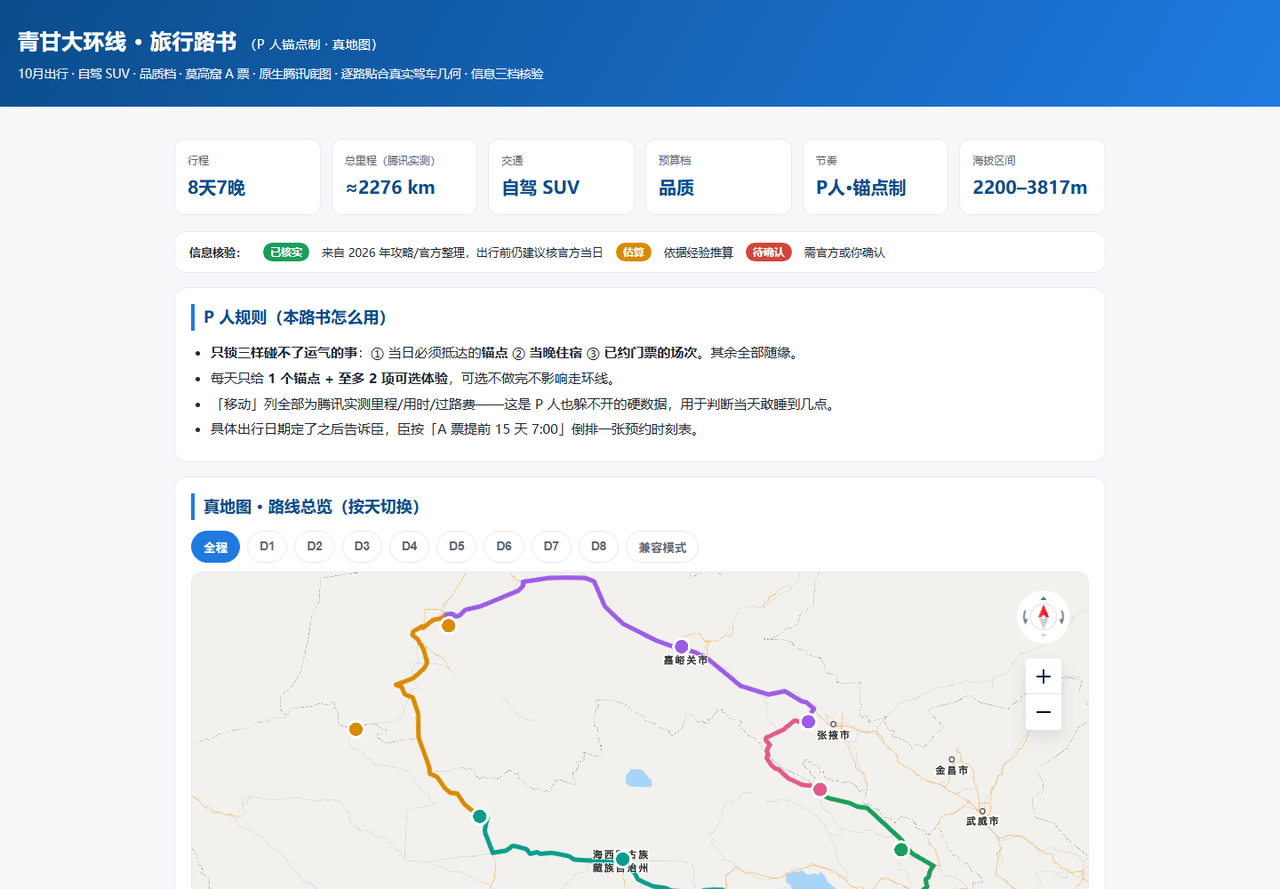 青甘大环线 · 旅行路书 (P 人锚点制 · 真地图)
10月出行 · 自驾 SUV · 品质档 · 莫高窟 A 票 · 原生腾讯底图 · 逐路贴合真实驾车几何 · 信息三档核验
行程
8天7晚
总里程（腾讯实测）
≈2276 km
交通
自驾 SUV
预算档
品质
节奏
P人·锚点制
海拔区间
2200–3817m
信息核验： 已核实 来自 2026 年攻略/官方整理，出行前仍建议核官方当日 估算 依据经验推算 待确认 需官方或你确认
P 人规则（本路书怎么用）
• 只锁三样碰不了运气的事：① 当日必须抵达的锚点 ② 当晚住宿 ③ 已约门票的场次。其余全部随缘。
• 每天只给 1 个锚点 + 至多 2 项可选体验，可选不做完不影响走环线。
• 「移动」列全部为腾讯实测里程/用时/过路费——这是 P 人也躲不开的硬数据，用于判断当天敢睡到几点。
• 具体出行日期定了之后告诉臣，臣按「A 票提前 15 天 7:00」倒排一张预约时刻表。
真地图 · 路线总览（按天切换）
全程 D1 D2 D3 D4 D5 D6 D7 D8 兼容模式
嘉峪关市
张掖市
金昌市
武威市
+
−